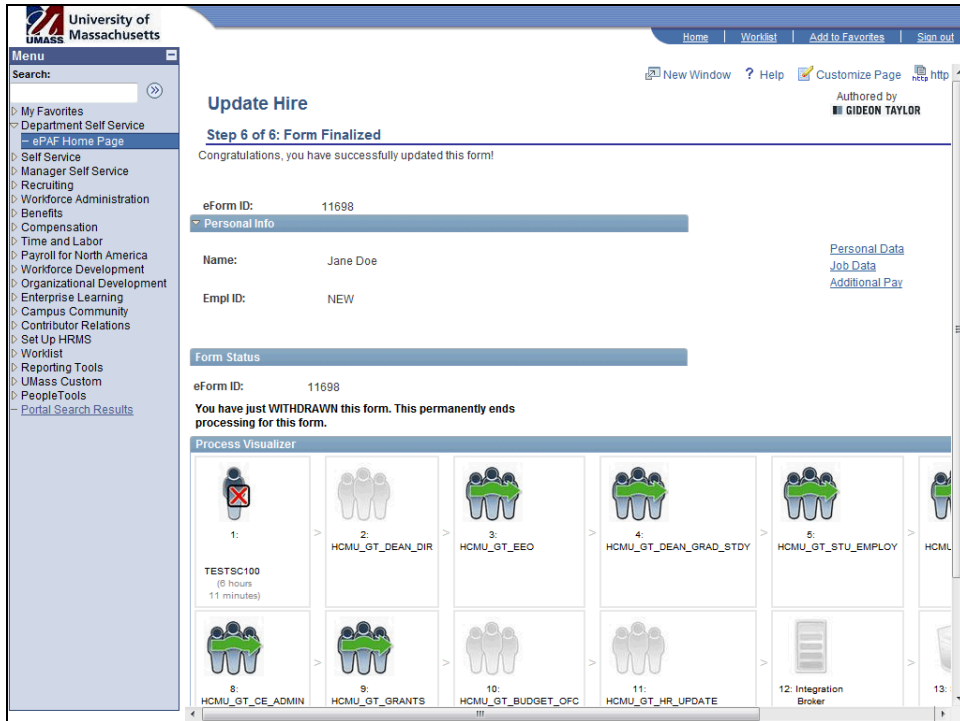 University of
UMASS Massachusetts
Home | Worklist | Add to Favorites | Sign out
Menu
Search:
My Favorites
Department Self Service
– ePAF Home Page
Self Service
Manager Self Service
Recruiting
Workforce Administration
Benefits
Compensation
Time and Labor
Payroll for North America
Workforce Development
Organizational Development
Enterprise Learning
Campus Community
Contributor Relations
Set Up HRMS
Worklist
Reporting Tools
UMass Custom
PeopleTools
– Portal Search Results
New Window ? Help Customize Page http
Authored by
GIDEON TAYLOR
Update Hire
Step 6 of 6: Form Finalized
Congratulations, you have successfully updated this form!
eForm ID: 11698
Personal Info
Name: Jane Doe
Empl ID: NEW
Personal Data
Job Data
Additional Pay
Form Status
eForm ID: 11698
You have just WITHDRAWN this form. This permanently ends
processing for this form.
Process Visualizer
1:
TESTSC100
(6 hours
11 minutes)
>
2:
HCMU_GT_DEAN_DIR
>
3:
HCMU_GT_EEO
>
4:
HCMU_GT_DEAN_GRAD_STDY
>
5:
HCMU_GT_STU_EMPLOY
>
HCMU
8:
HCMU_GT_CE_ADMIN
>
9:
HCMU_GT_GRANTS
>
10:
HCMU_GT_BUDGET_OFC
>
11:
HCMU_GT_HR_UPDATE
>
12: Integration
Broker
>
13: